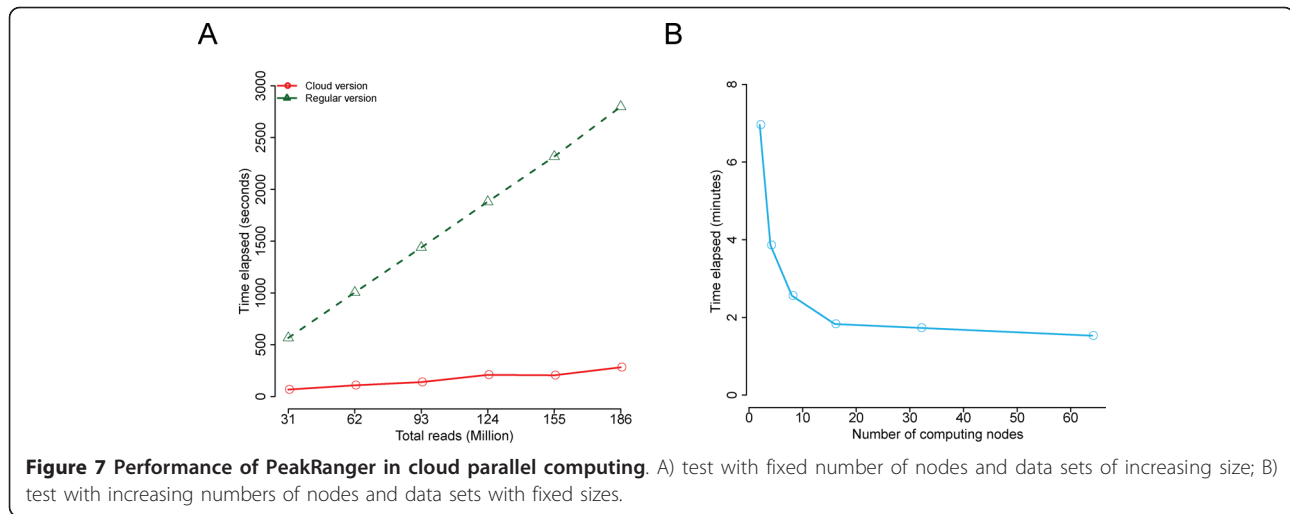 A
B
Cloud version
Regular version
Time elapsed (seconds)
0
500
1000
1500
2000
2500
3000
31
62
93
124
155
186
Total reads (Million)
Time elapsed (minutes)
0
2
4
6
8
0
10
20
30
40
50
60
Number of computing nodes
Figure 7 Performance of PeakRanger in cloud parallel computing. A) test with fixed number of nodes and data sets of increasing size; B)
test with increasing numbers of nodes and data sets with fixed sizes.